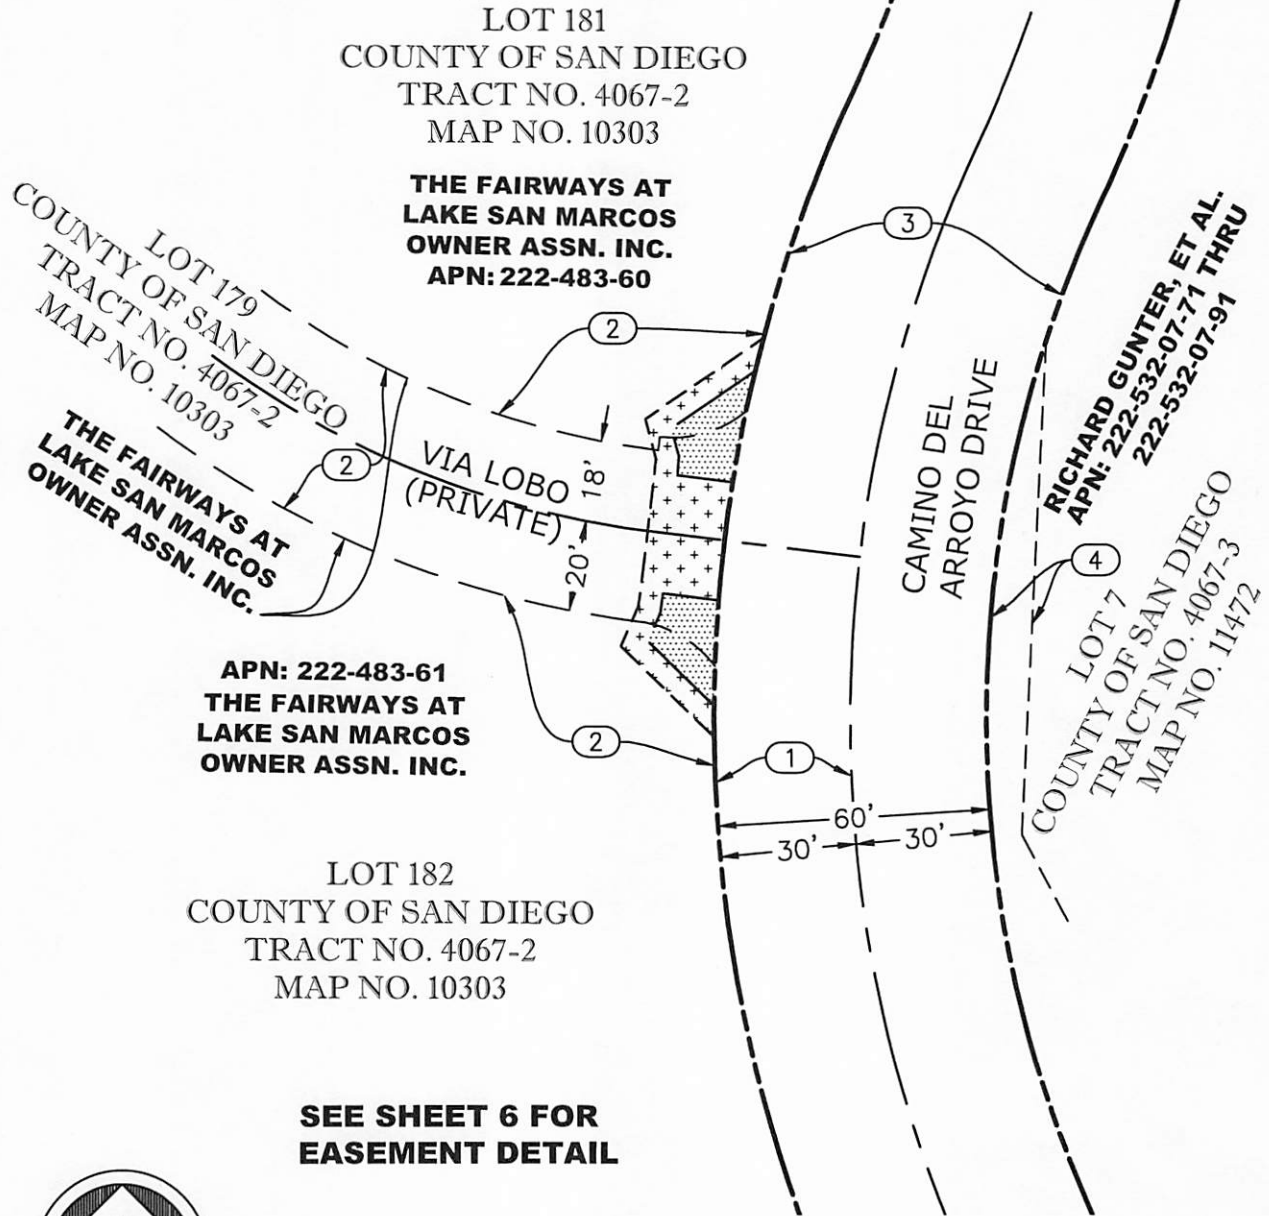 LOT 181
COUNTY OF SAN DIEGO
TRACT NO. 4067-2
MAP NO. 10303
THE FAIRWAYS AT
LAKE SAN MARCOS
OWNER ASSN. INC.
APN: 222-483-60
LOT 179
COUNTY OF SAN DIEGO
TRACT NO. 4067-2
MAP NO. 10303
THE FAIRWAYS AT
LAKE SAN MARCOS
OWNER ASSN. INC.
2
2
3
VIA LOBO
(PRIVATE)
18'
20'
CAMINO DEL
ARROYO DRIVE
RICHARD GUNTER, ET AL.
APN: 222-532-07-71 THRU
222-532-07-91
4
LOT 7
COUNTY OF SAN DIEGO
TRACT NO. 4067-3
MAP NO. 11472
APN: 222-483-61
THE FAIRWAYS AT
LAKE SAN MARCOS
OWNER ASSN. INC.
2
1
60'
30'
30'
LOT 182
COUNTY OF SAN DIEGO
TRACT NO. 4067-2
MAP NO. 10303
SEE SHEET 6 FOR
EASEMENT DETAIL